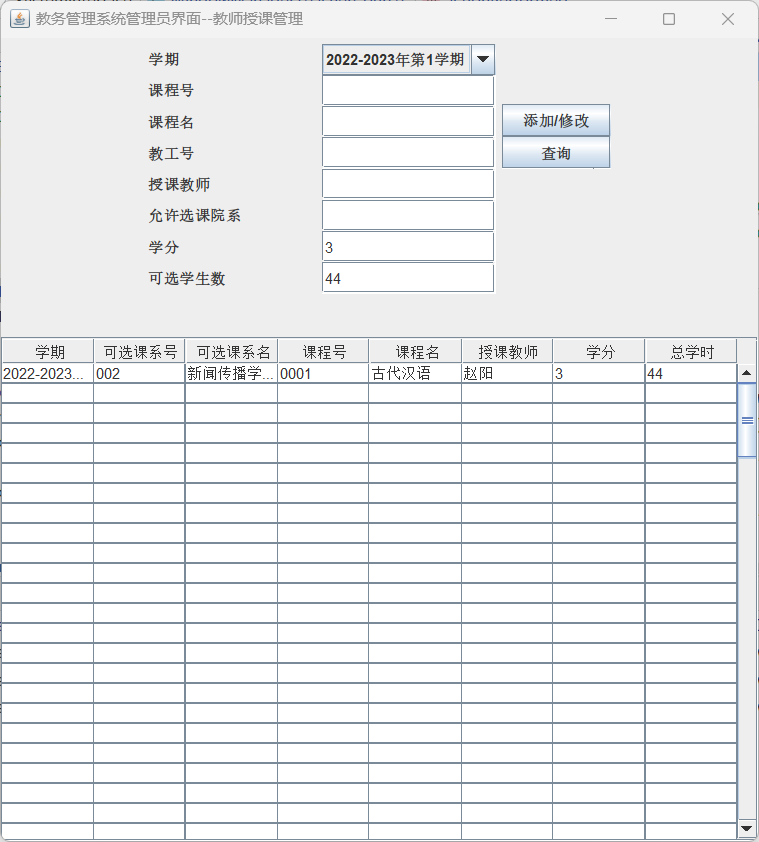 教务管理系统管理员界面--教师授课管理
学期 2022-2023年第1学期
课程号
课程名 添加/修改
教工号 查询
授课教师
允许选课院系
学分 3
可选学生数 44
学期 可选课系号 可选课系名 课程号 课程名 授课教师 学分 总学时
2022-2023... 002 新闻传播学... 0001 古代汉语 赵阳 3 44